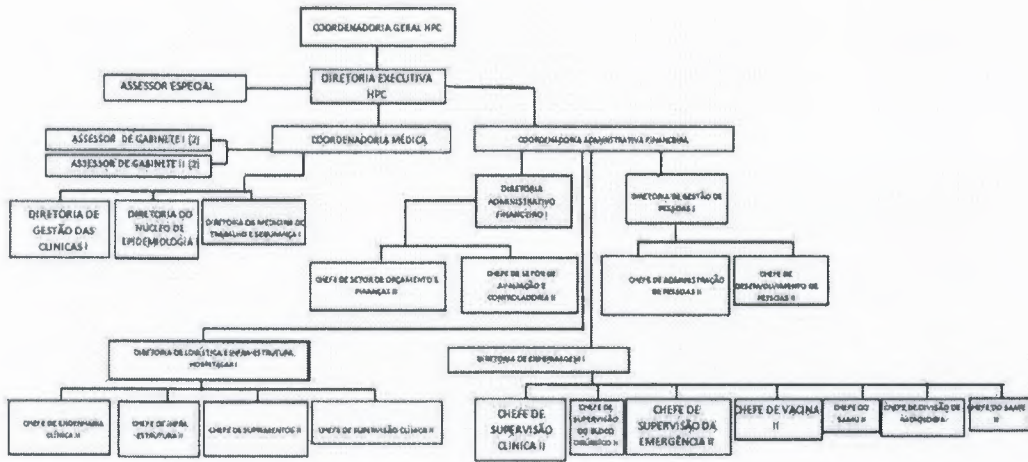 COORDENADORIA GERAL HPC
DIRETORIA EXECUTIVA
HPC
ASSESSOR ESPECIAL
ASSESSOR DE GABINETE I (2)
ASSESSOR DE GABINETE II (2)
COORDENADORIA MÉDICA
COORDENADORIA ADMINISTRATIVA FINANCEIRA
DIRETORIA DE
GESTÃO DAS
CLINICAS I
DIRETORIA DO
NÚCLEO DE
EPIDEMIOLOGIA I
DIRETORIA DE MEDICINA DO
TRABALHO E SEGURANÇA I
DIRETORIA
ADMINISTRATIVO
FINANCEIRO I
DIRETORIA DE GESTÃO DE
PESSOAS I
CHEFE DE SETOR DE ORÇAMENTO E
FINANÇAS II
CHEFE DE SETOR DE
AVALIAÇÃO E
CONTROLADORIA II
CHEFE DE ADMINISTRAÇÃO
DE PESSOAS II
CHEFE DE
DESENVOLVIMENTO DE
PESSOAS II
DIRETORIA DE LOGÍSTICA E INFRA-ESTRUTURA
HOSPITALAR I
DIRETORIA DE ENFERMAGEM I
CHEFE DE ENGENHARIA
CLÍNICA II
CHEFE DE INFRA
ESTRUTURA II
CHEFE DE SUPRIMENTOS II
CHEFE DE SUPERVISÃO CLÍNICA II
CHEFE DE
SUPERVISÃO
CLINICA II
CHEFE DE
SUPERVISÃO
DO BLOCO
CIRÚRGICO II
CHEFE DE
SUPERVISÃO DA
EMERGÊNCIA II
CHEFE DE VACINA
II
CHEFE DO
SAMU II
CHEFE DE DIVISÃO DE
CHEFE DO SAME II